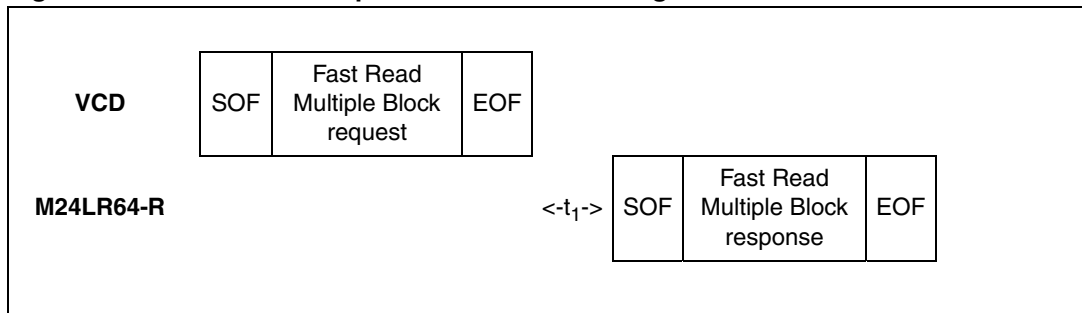 VCD
SOF
Fast Read
Multiple Block
request
EOF
M24LR64-R
<-t₁->
SOF
Fast Read
Multiple Block
response
EOF